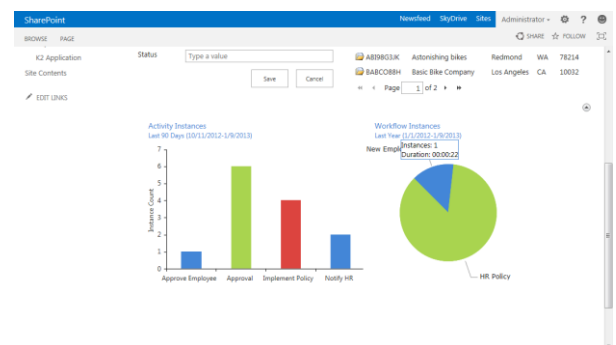 SharePoint
Newsfeed SkyDrive Sites Administrator ?
BROWSE PAGE
SHARE FOLLOW
K2 Application
Site Contents
EDIT LINKS
Status Type a value
Save Cancel
A8I98G3JK Astonishing bikes Redmond WA 78214
BABCO88H Basic Bike Company Los Angeles CA 10032
Page 1 of 2
Activity Instances
Last 90 Days (10/11/2012-1/9/2013)
7
6
5
4
3
2
1
0
Instance Count
Approve Employee Approval Implement Policy Notify HR
Workflow Instances
Last Year (1/1/2012-1/9/2013)
New Empl
Instances: 1
Duration: 00:00:22
HR Policy